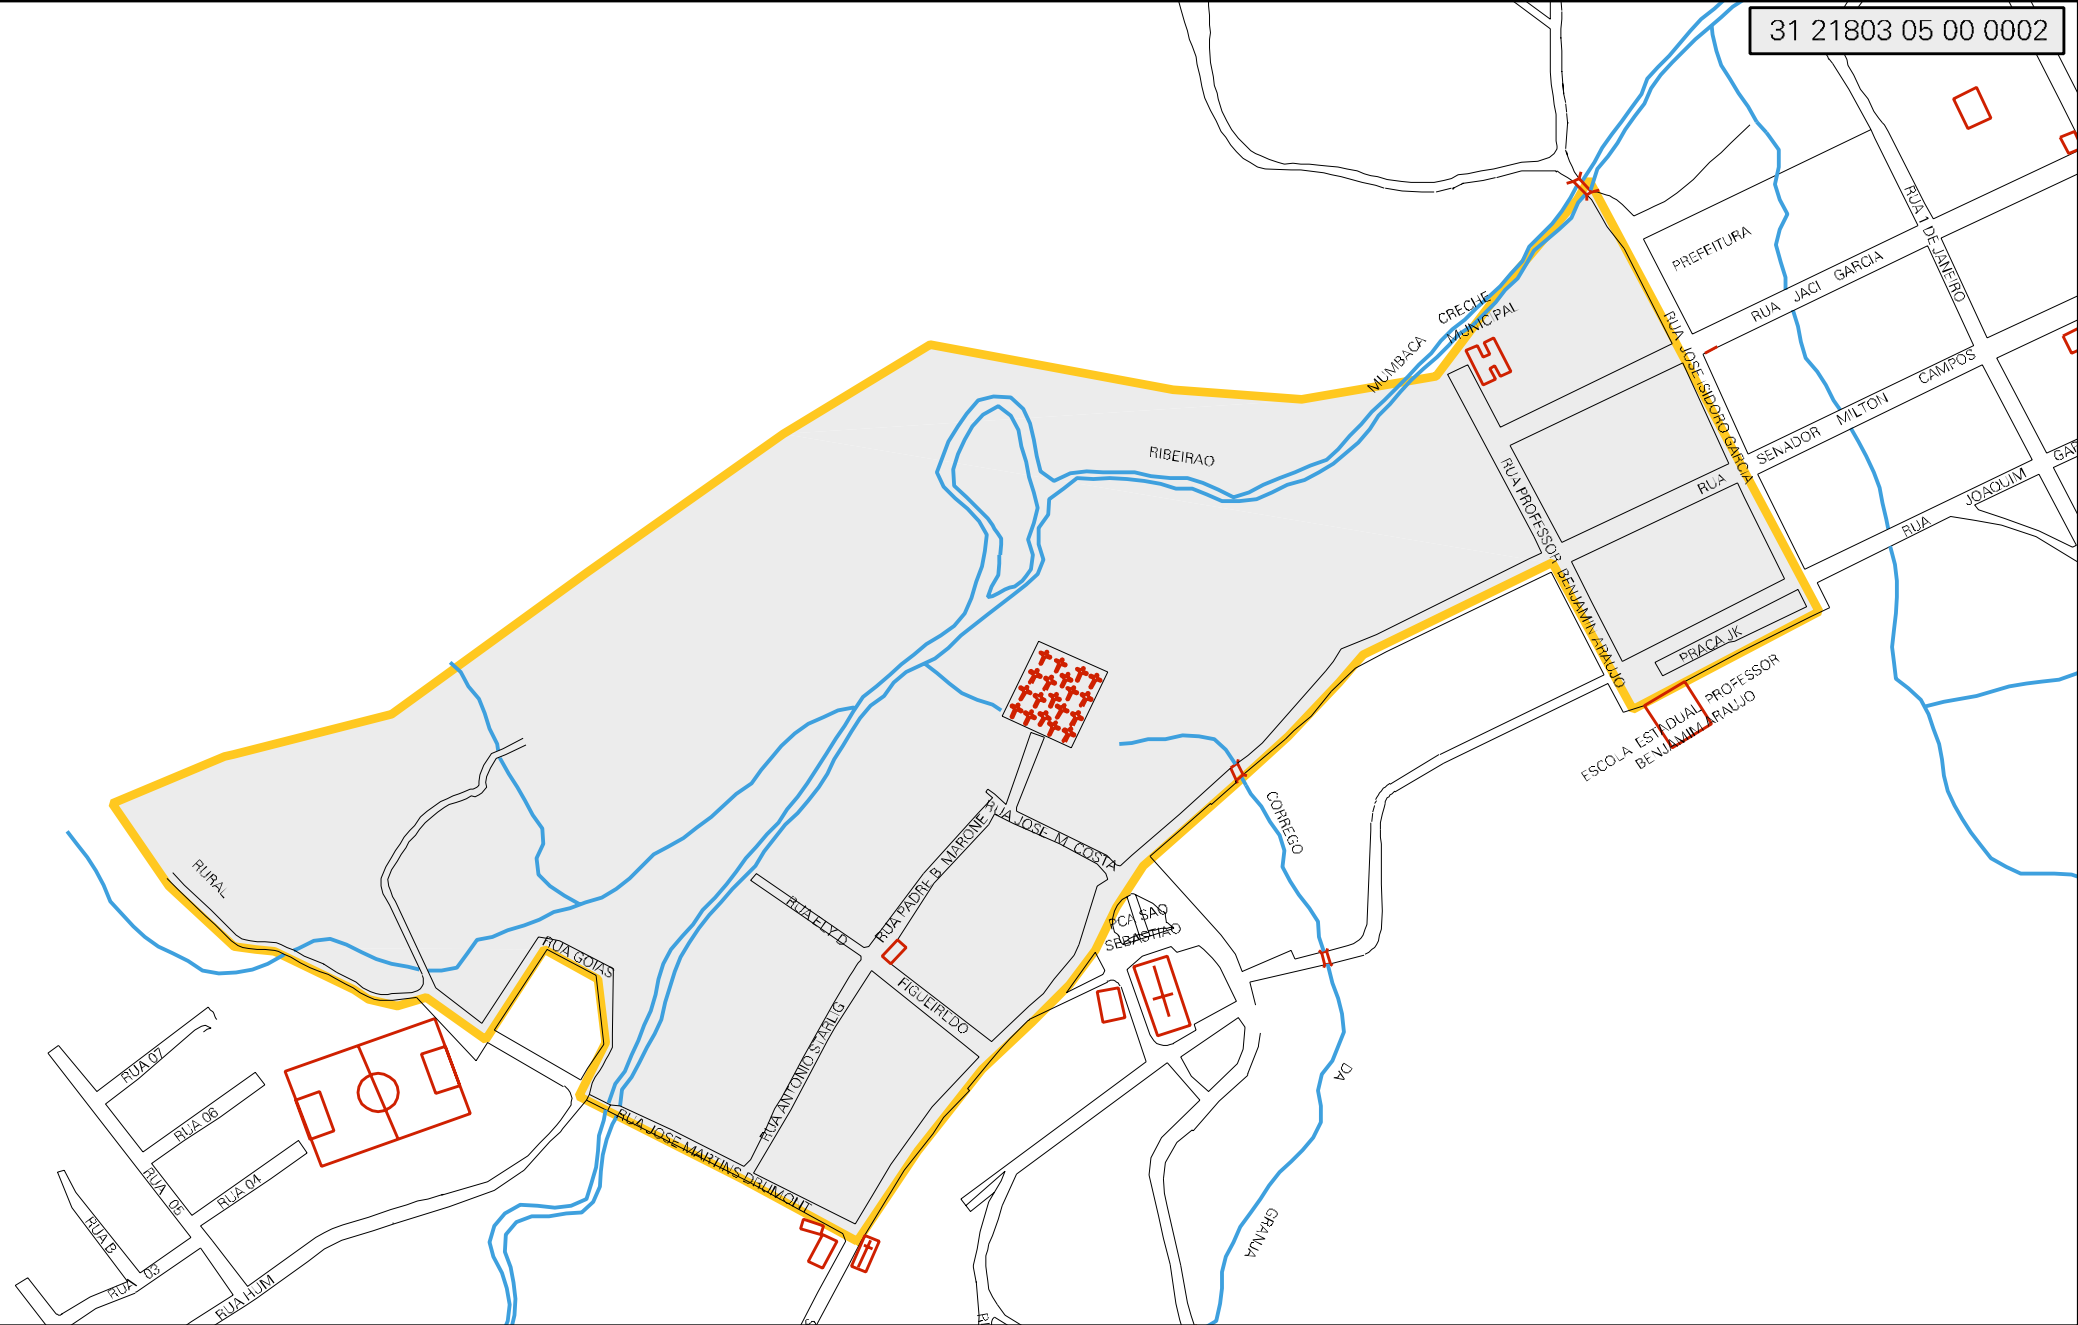 31 21803 05 00 0002
PREFEITURA
RUA 1 DE JANEIRO
RUA JACI GARCIA
CRECHE
MUNICIPAL
MUMBACA
RIBEIRAO
RUA JOSE ISIDORO GARCIA
RUA SENADOR MILTON CAMPOS
RUA JOAQUIM
GAR
RUA PROFESSOR BENJAMIN ARAUJO
PRACA JK
ESCOLA ESTADUAL PROFESSOR
BENJAMIM ARAUJO
RUA JOSE M. COSTA
RUA PADRE B. MARONE
CORREGO
DA
GRANJA
RURAL
RUA ELY D.
FIGUEIREDO
PCA SAO
SEBASTIAO
RUA GOIAS
RUA ANTONIO STARLIG
RUA JOSE MARTINS DRUMONT
RUA 07
RUA 06
RUA 05
RUA 04
RUA B
RUA 03
RUA HJM